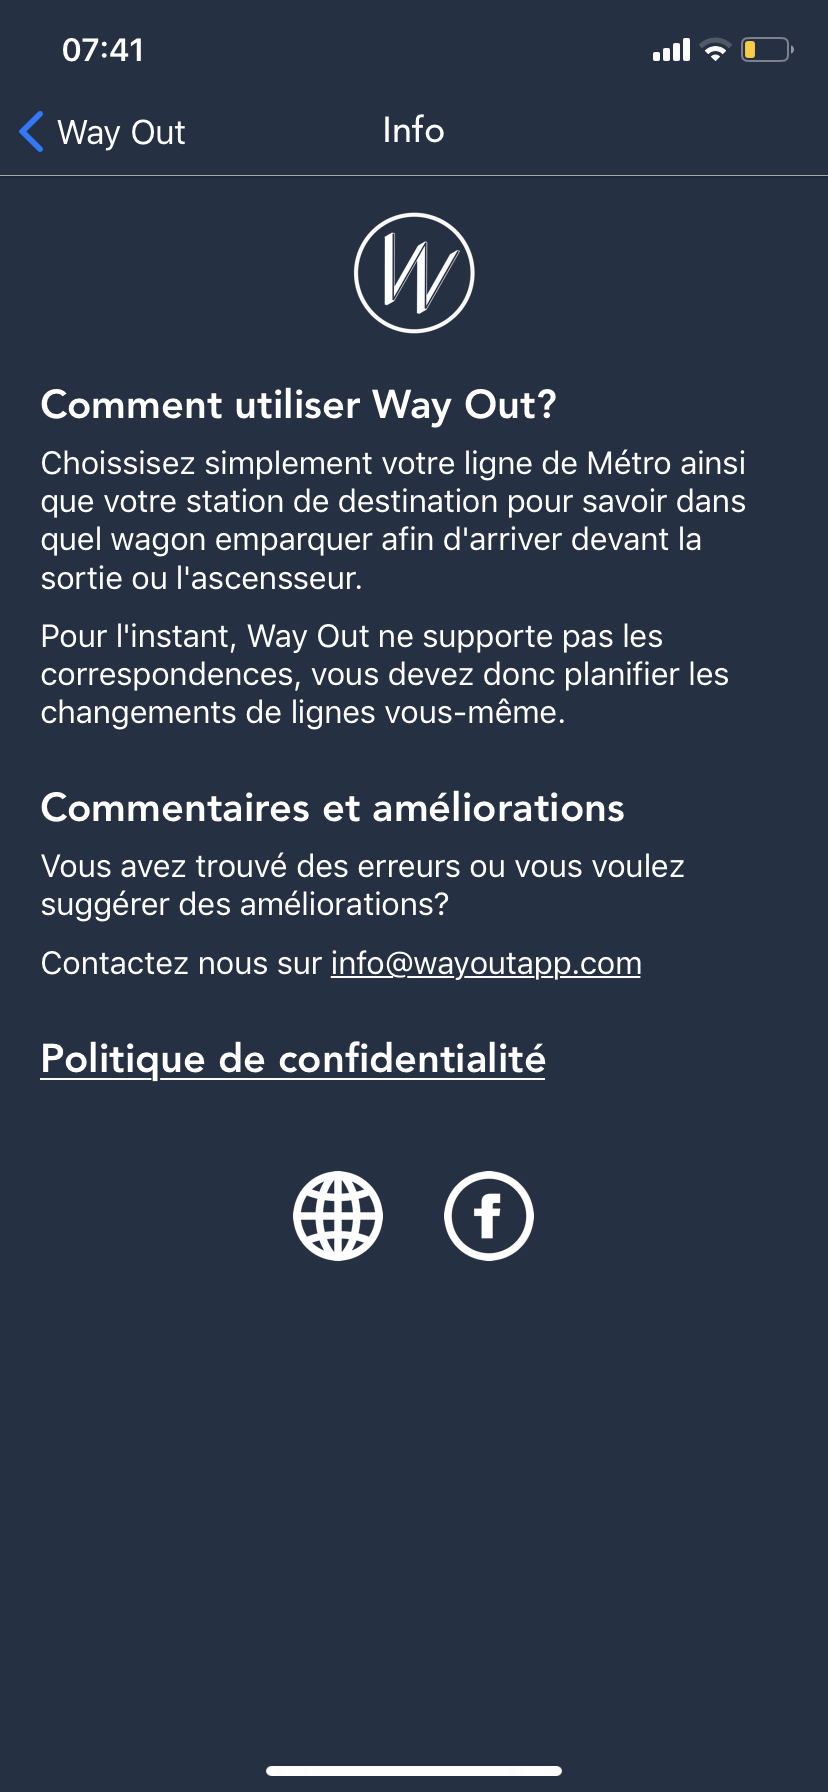 07:41
Way Out
Info
W
Comment utiliser Way Out?
Choissisez simplement votre ligne de Métro ainsi
que votre station de destination pour savoir dans
quel wagon emparquer afin d'arriver devant la
sortie ou l'ascensseur.
Pour l'instant, Way Out ne supporte pas les
correspondences, vous devez donc planifier les
changements de lignes vous-même.
Commentaires et améliorations
Vous avez trouvé des erreurs ou vous voulez
suggérer des améliorations?
Contactez nous sur info@wayoutapp.com
Politique de confidentialité
f